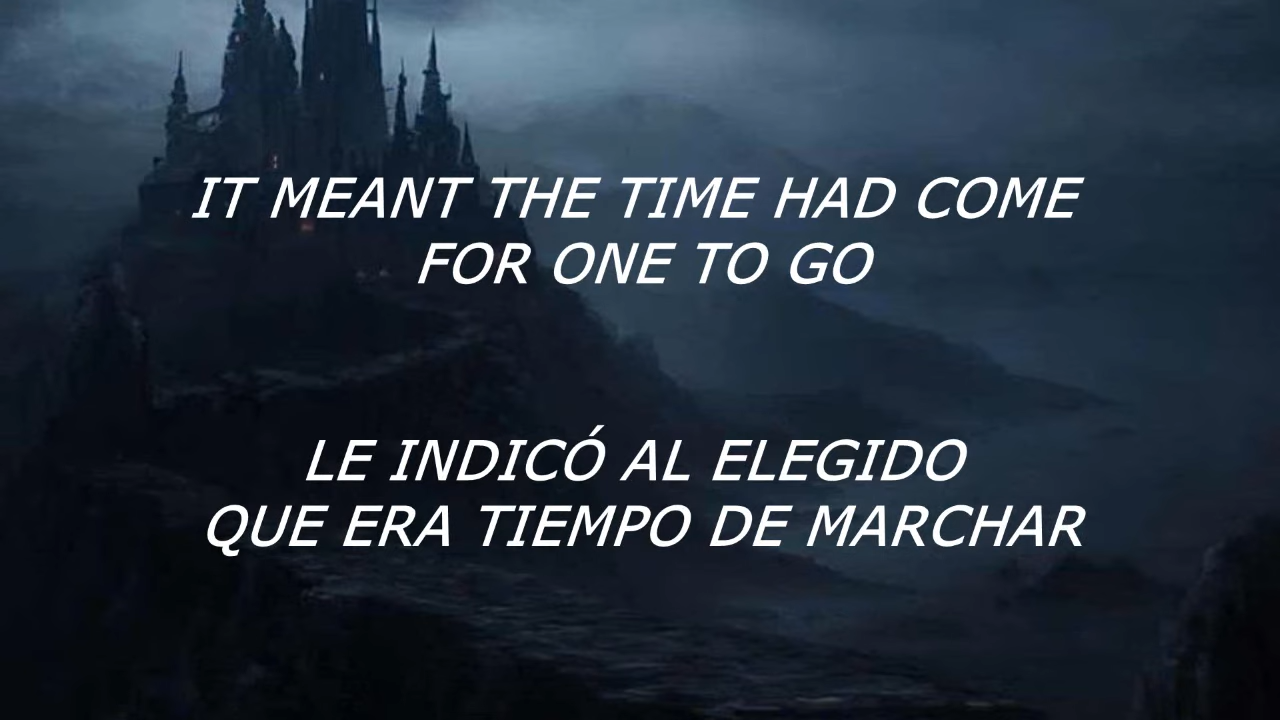 IT MEANT THE TIME HAD COME
FOR ONE TO GO
LE INDICÓ AL ELEGIDO
QUE ERA TIEMPO DE MARCHAR